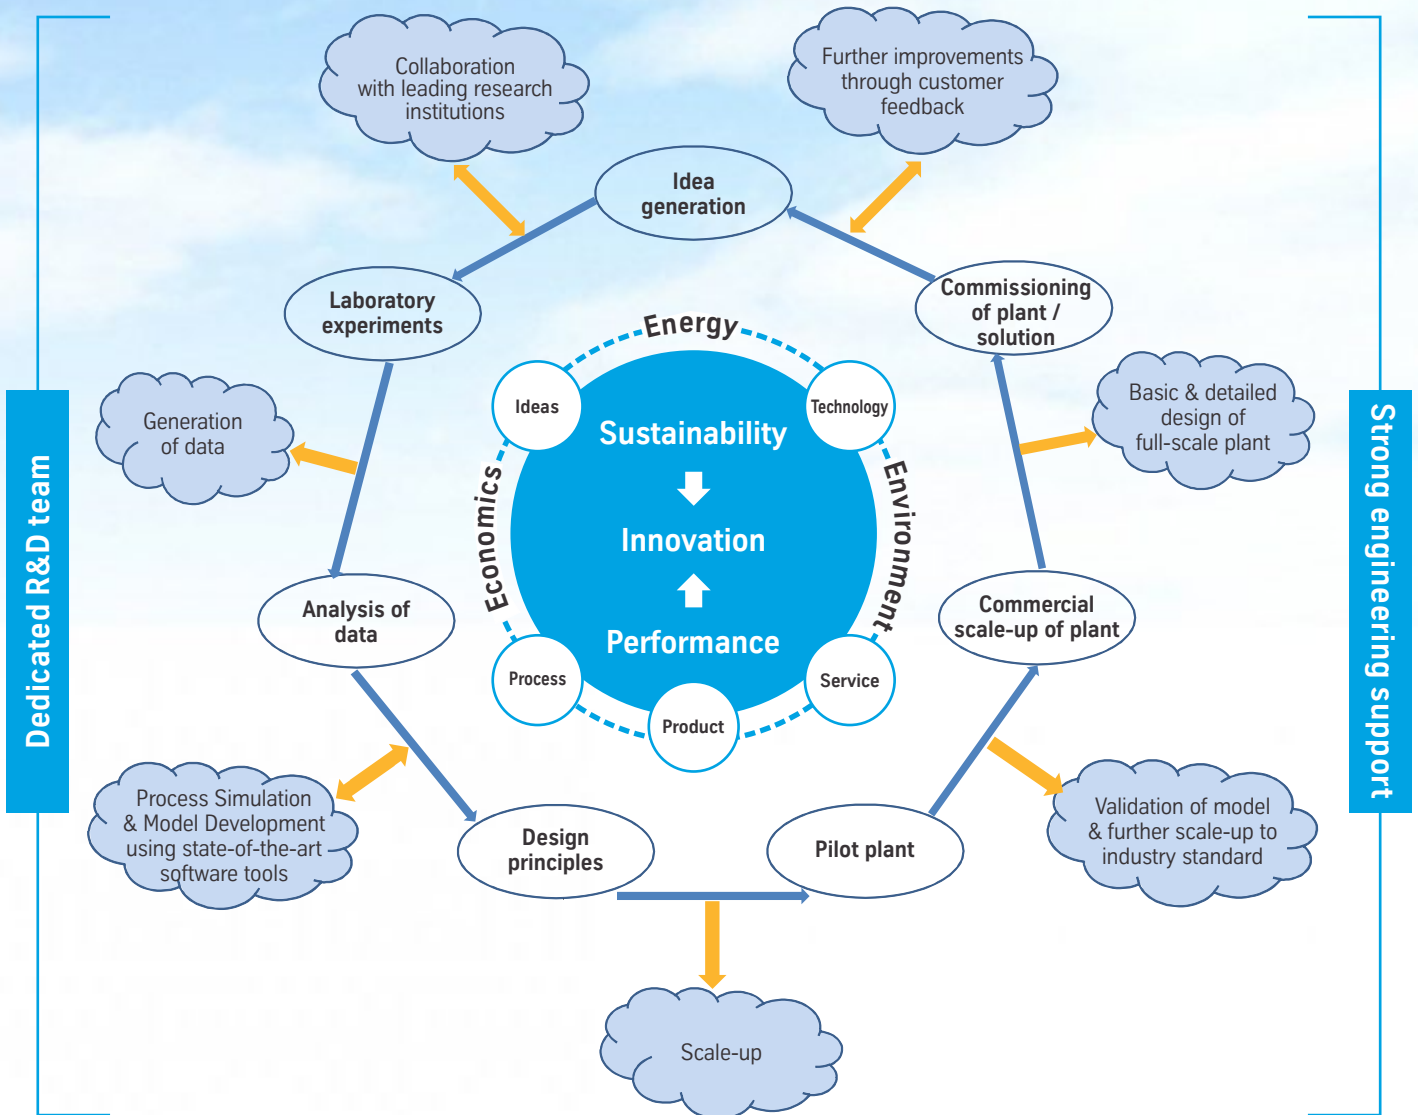 Collaboration
with leading research
institutions
Further improvements
through customer
feedback
Idea
generation
Laboratory
experiments
Commissioning
of plant /
solution
Energy
Ideas
Technology
Sustainability
Innovation
Performance
Economics
Environment
Process
Product
Service
Generation
of data
Basic & detailed
design of
full-scale plant
Dedicated R&D team
Strong engineering support
Analysis of
data
Commercial
scale-up of plant
Process Simulation
& Model Development
using state-of-the-art
software tools
Design
principles
Pilot plant
Validation of model
& further scale-up to
industry standard
Scale-up